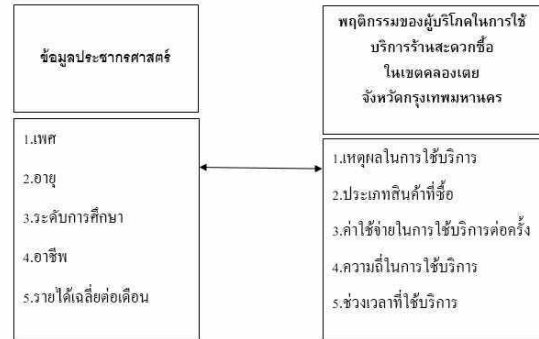 ข้อมูลประชากรศาสตร์
1.เพศ
2.อายุ
3.ระดับการศึกษา
4.อาชีพ
5.รายได้เฉลี่ยต่อเดือน
พฤติกรรมของผู้บริโภคในการใช้
บริการร้านสะดวกซื้อ
ในเขตคลองเตย
จังหวัดกรุงเทพมหานคร
1.เหตุผลในการใช้บริการ
2.ประเภทสินค้าที่ซื้อ
3.ค่าใช้จ่ายในการใช้บริการต่อครั้ง
4.ความถี่ในการใช้บริการ
5.ช่วงเวลาที่ใช้บริการ